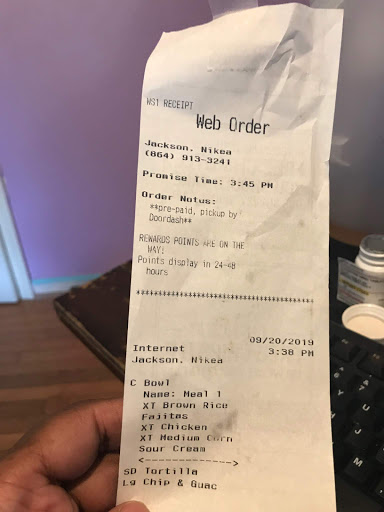 WS1 RECEIPT
Web Order
Jackson, Nikea
(864) 913-3241
Promise Time: 3:45 PM
Order Notus:
**pre-paid, pickup by
Doordash**
REWARDS POINTS ARE ON THE
WAY:
Points display in 24-48
hours
*****************************************
09/20/2019
Internet 3:38 PM
Jackson, Nikea
C Bowl
Name: Meal 1
XT Brown Rice
Fajitas
XT Chicken
XT Medium Corn
Sour Cream
<------------->
SD Tortilla
Lg Chip & Guac